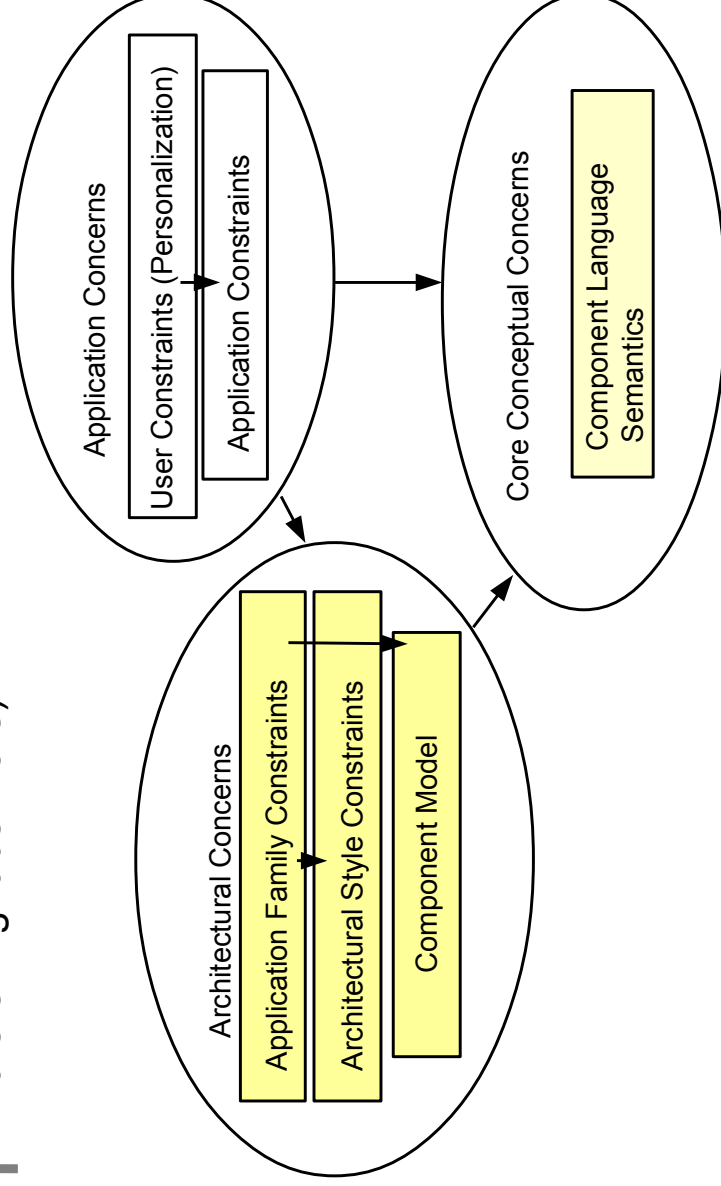 Application Concerns
User Constraints (Personalization)
Application Constraints
Architectural Concerns
Application Family Constraints
Architectural Style Constraints
Component Model
Core Conceptual Concerns
Component Language
Semantics